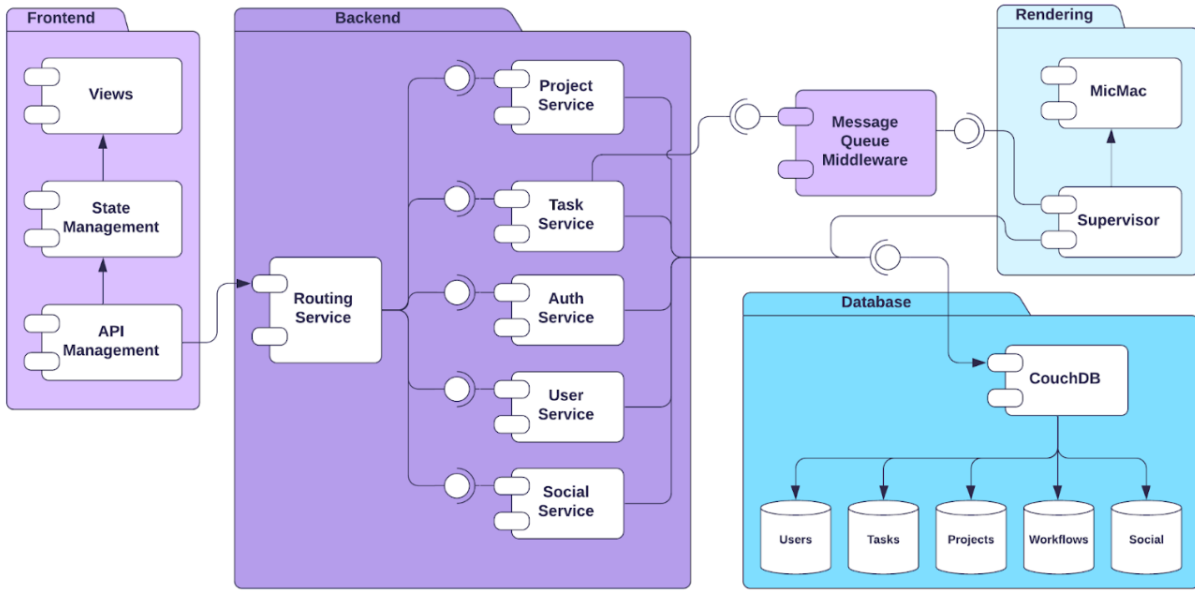 Frontend
Views
State
Management
API
Management
Backend
Routing
Service
Project
Service
Task
Service
Auth
Service
User
Service
Social
Service
Message
Queue
Middleware
Rendering
MicMac
Supervisor
Database
CouchDB
Users
Tasks
Projects
Workflows
Social